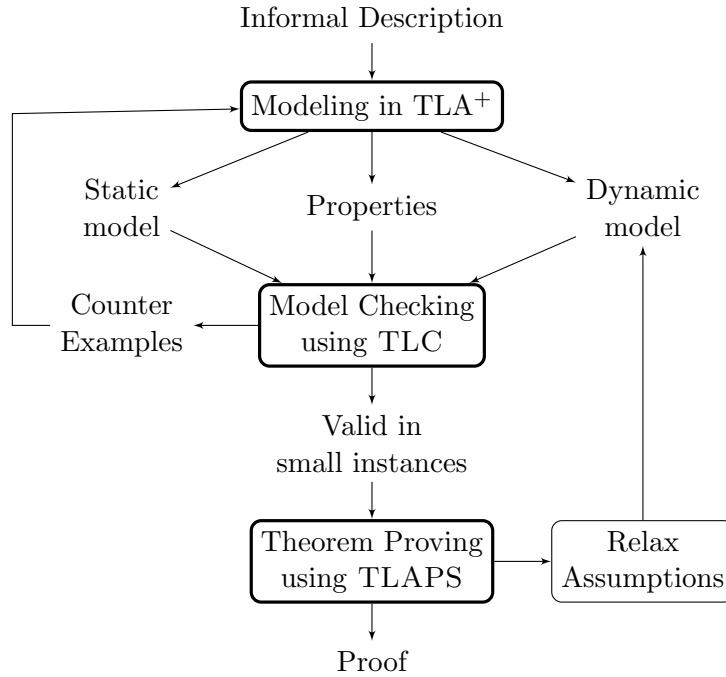 Informal Description
Modeling in TLA+
Static
model
Properties
Dynamic
model
Counter
Examples
Model Checking
using TLC
Valid in
small instances
Theorem Proving
using TLAPS
Relax
Assumptions
Proof